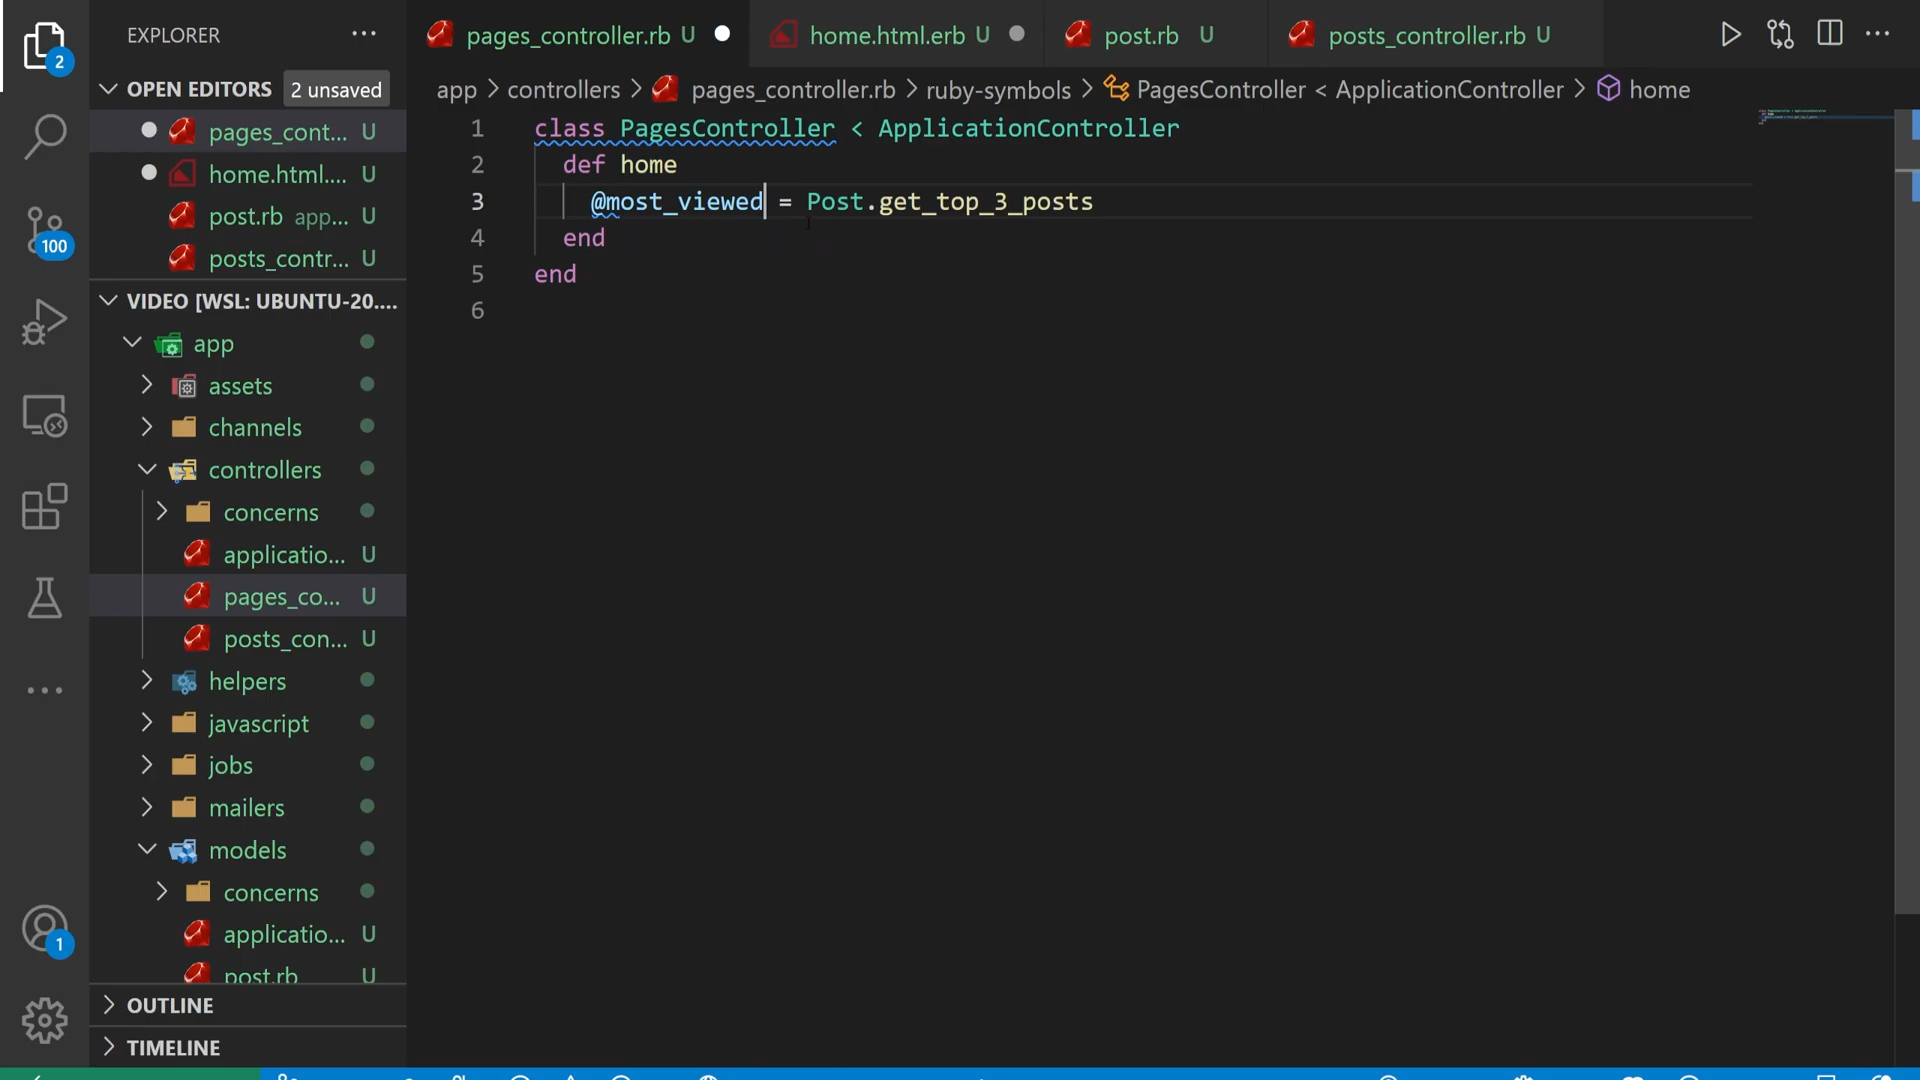 EXPLORER
pages_controller.rb U
home.html.erb U
post.rb U
posts_controller.rb U
2
OPEN EDITORS 2 unsaved
pages_cont... U
home.html.... U
post.rb app... U
posts_contr... U
app > controllers > pages_controller.rb > ruby-symbols > PagesController < ApplicationController > home
1 class PagesController < ApplicationController
2 def home
3 @most_viewed = Post.get_top_3_posts
4 end
5 end
6
100
VIDEO [WSL: UBUNTU-20....
app
assets
channels
controllers
concerns
applicatio... U
pages_co... U
posts_con... U
helpers
javascript
jobs
mailers
models
concerns
applicatio... U
post.rb U
1
OUTLINE
TIMELINE